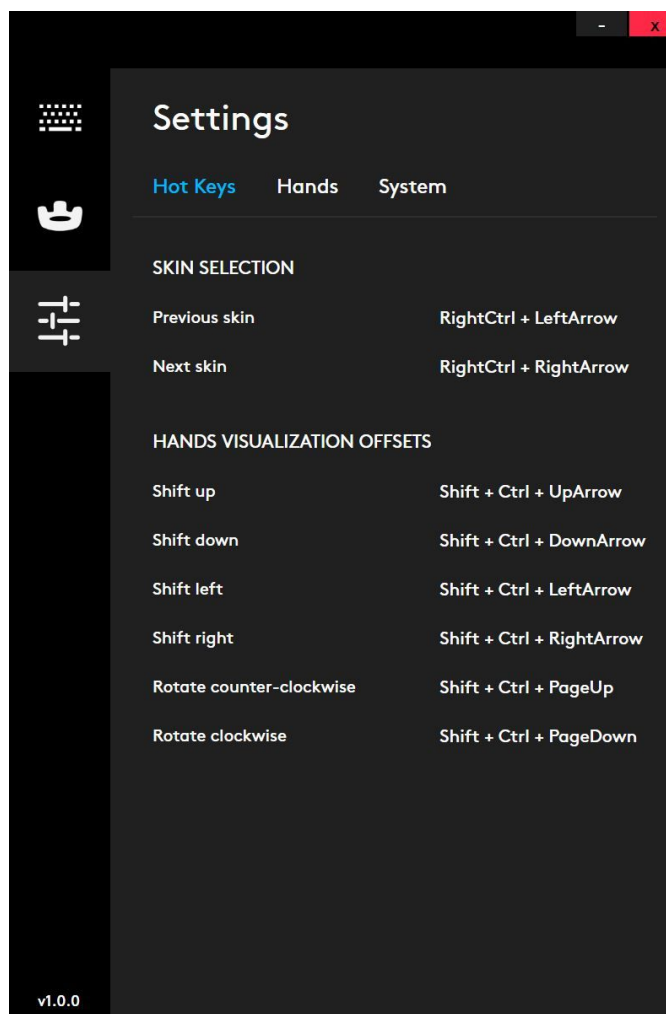 - x
Settings
Hot Keys Hands System
SKIN SELECTION
Previous skin RightCtrl + LeftArrow
Next skin RightCtrl + RightArrow
HANDS VISUALIZATION OFFSETS
Shift up Shift + Ctrl + UpArrow
Shift down Shift + Ctrl + DownArrow
Shift left Shift + Ctrl + LeftArrow
Shift right Shift + Ctrl + RightArrow
Rotate counter-clockwise Shift + Ctrl + PageUp
Rotate clockwise Shift + Ctrl + PageDown
v1.0.0